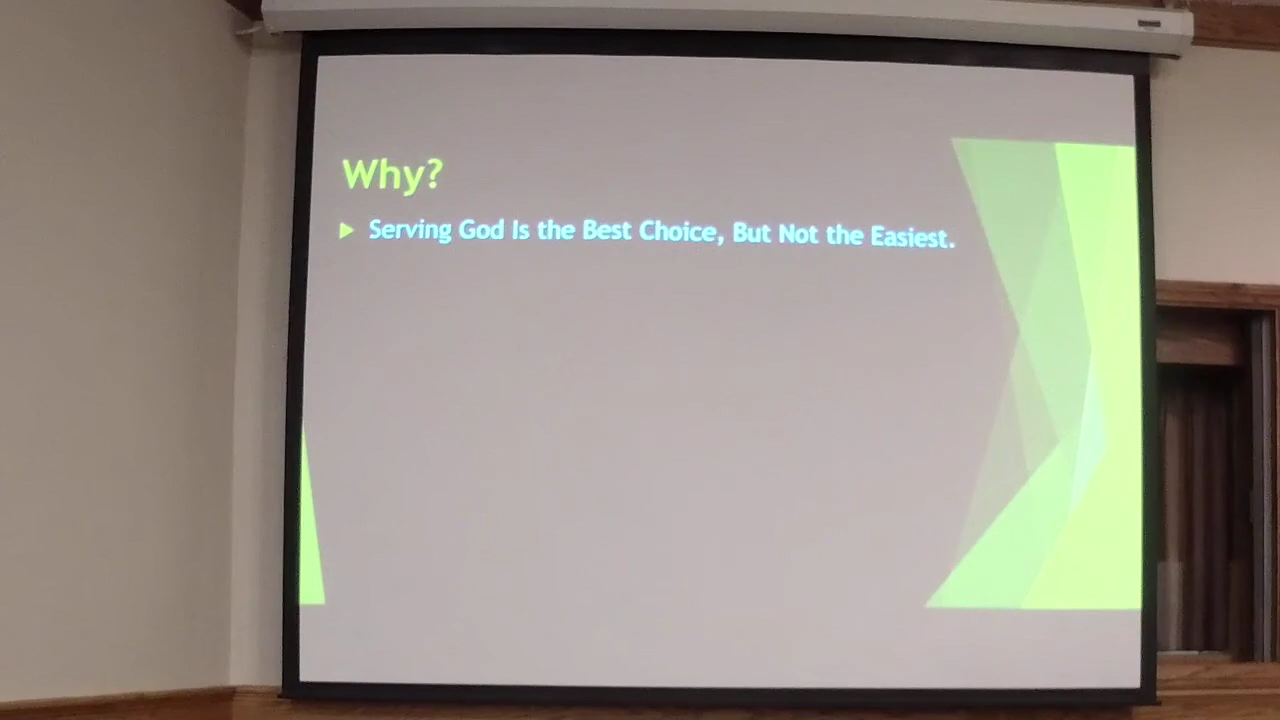 Why?
Serving God Is the Best Choice, But Not the Easiest.